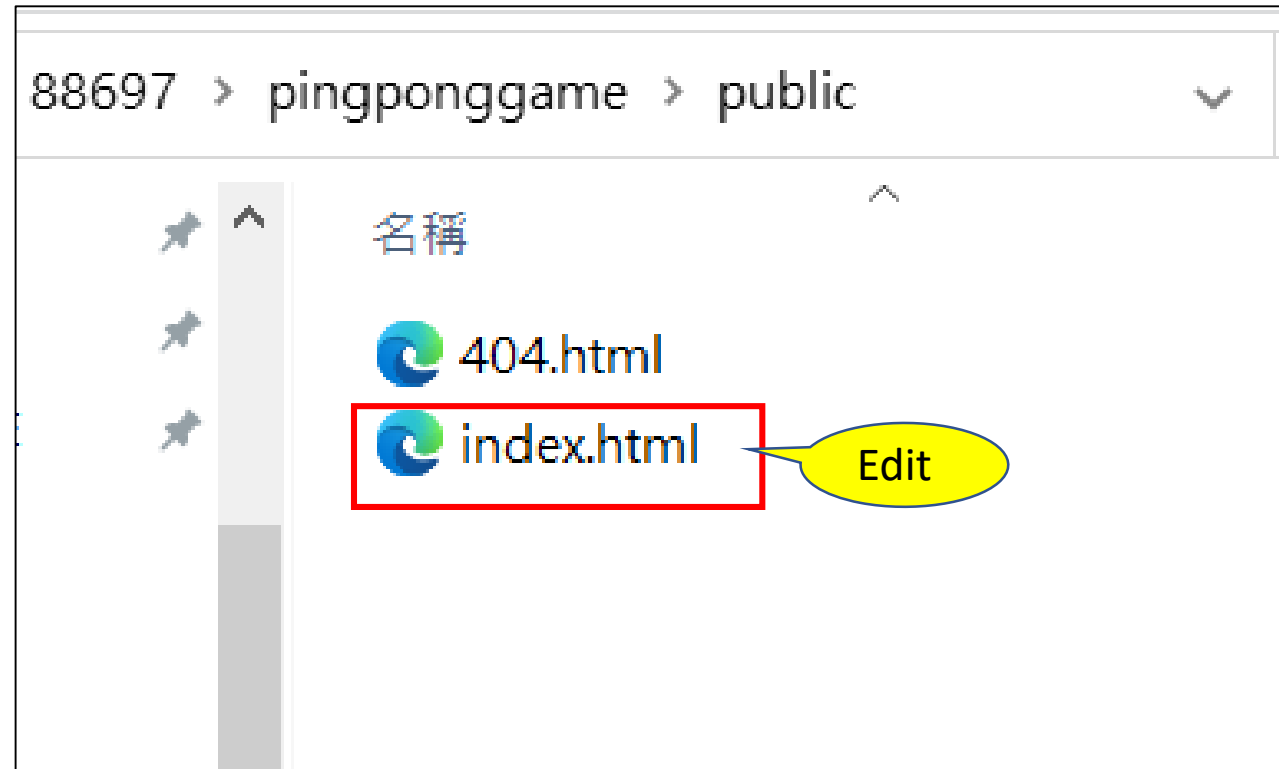 88697 > pingponggame > public
名稱
404.html
index.html
Edit